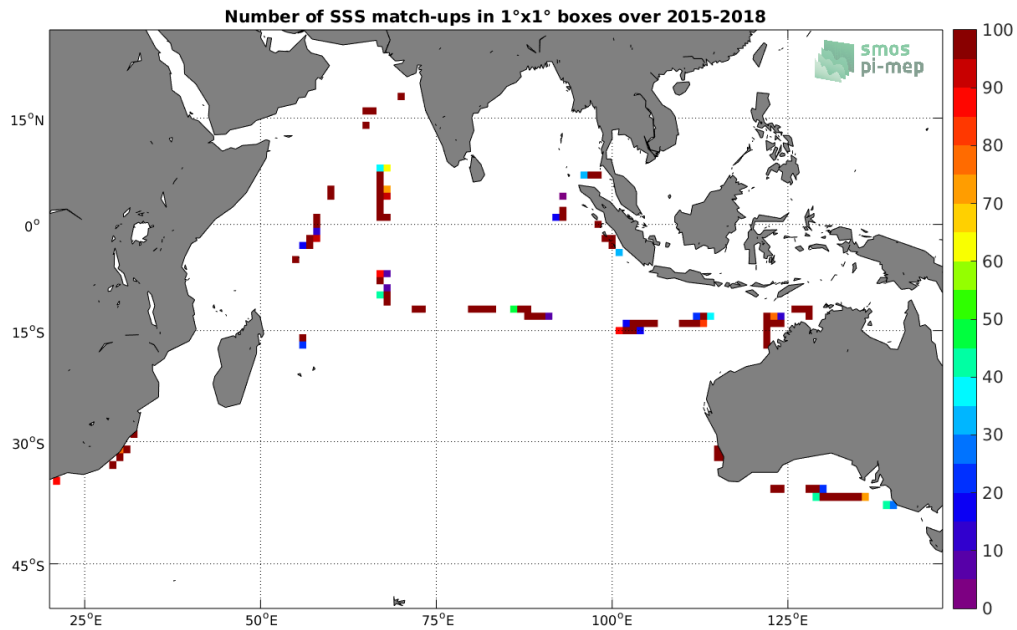 Number of SSS match-ups in 1°x1° boxes over 2015-2018
smos
pi-mep
15°N
0°
15°S
30°S
45°S
25°E
50°E
75°E
100°E
125°E
100
90
80
70
60
50
40
30
20
10
0